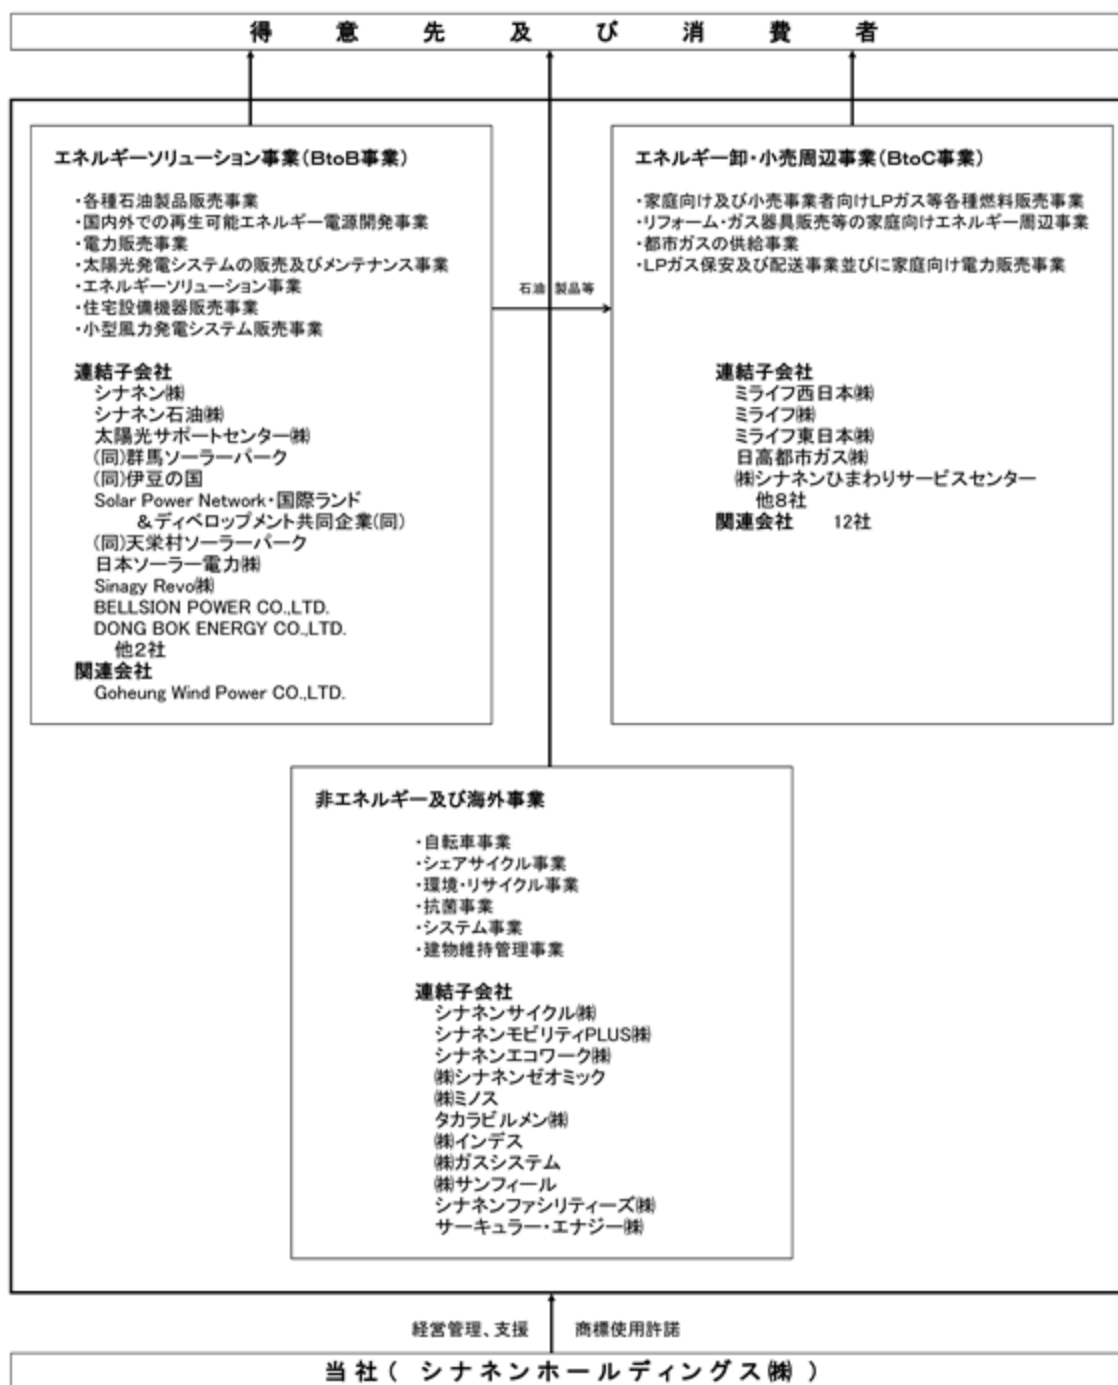 得意先及び消費者
エネルギーソリューション事業(BtoB事業)
・各種石油製品販売事業
・国内外での再生可能エネルギー電源開発事業
・電力販売事業
・太陽光発電システムの販売及びメンテナンス事業
・エネルギーソリューション事業
・住宅設備機器販売事業
・小型風力発電システム販売事業
連結子会社
シナネン㈱
シナネン石油㈱
太陽光サポートセンター㈱
(同)群馬ソーラーパーク
(同)伊豆の国
Solar Power Network・国際ランド
&ディベロップメント共同企業(同)
(同)天栄村ソーラーパーク
日本ソーラー電力㈱
Sinagy Revo㈱
BELLSION POWER CO.,LTD.
DONG BOK ENERGY CO.,LTD.
他2社
関連会社
Goheung Wind Power CO.,LTD.
石油製品等
エネルギー卸・小売周辺事業(BtoC事業)
・家庭向け及び小売事業者向けLPガス等各種燃料販売事業
・リフォーム・ガス器具販売等の家庭向けエネルギー周辺事業
・都市ガスの供給事業
・LPガス保安及び配送事業並びに家庭向け電力販売事業
連結子会社
ミライフ西日本㈱
ミライフ㈱
ミライフ東日本㈱
日高都市ガス㈱
㈱シナネンひまわりサービスセンター
他8社
関連会社 12社
非エネルギー及び海外事業
・自転車事業
・シェアサイクル事業
・環境・リサイクル事業
・抗菌事業
・システム事業
・建物維持管理事業
連結子会社
シナネンサイクル㈱
シナネンモビリティPLUS㈱
シナネンエコワーク㈱
㈱シナネンゼオミック
㈱ミノス
タカラビルメン㈱
㈱インデス
㈱ガスシステム
㈱サンフィール
シナネンファシリティーズ㈱
サーキュラー・エナジー㈱
経営管理、支援 商標使用許諾
当社(シナネンホールディングス㈱)